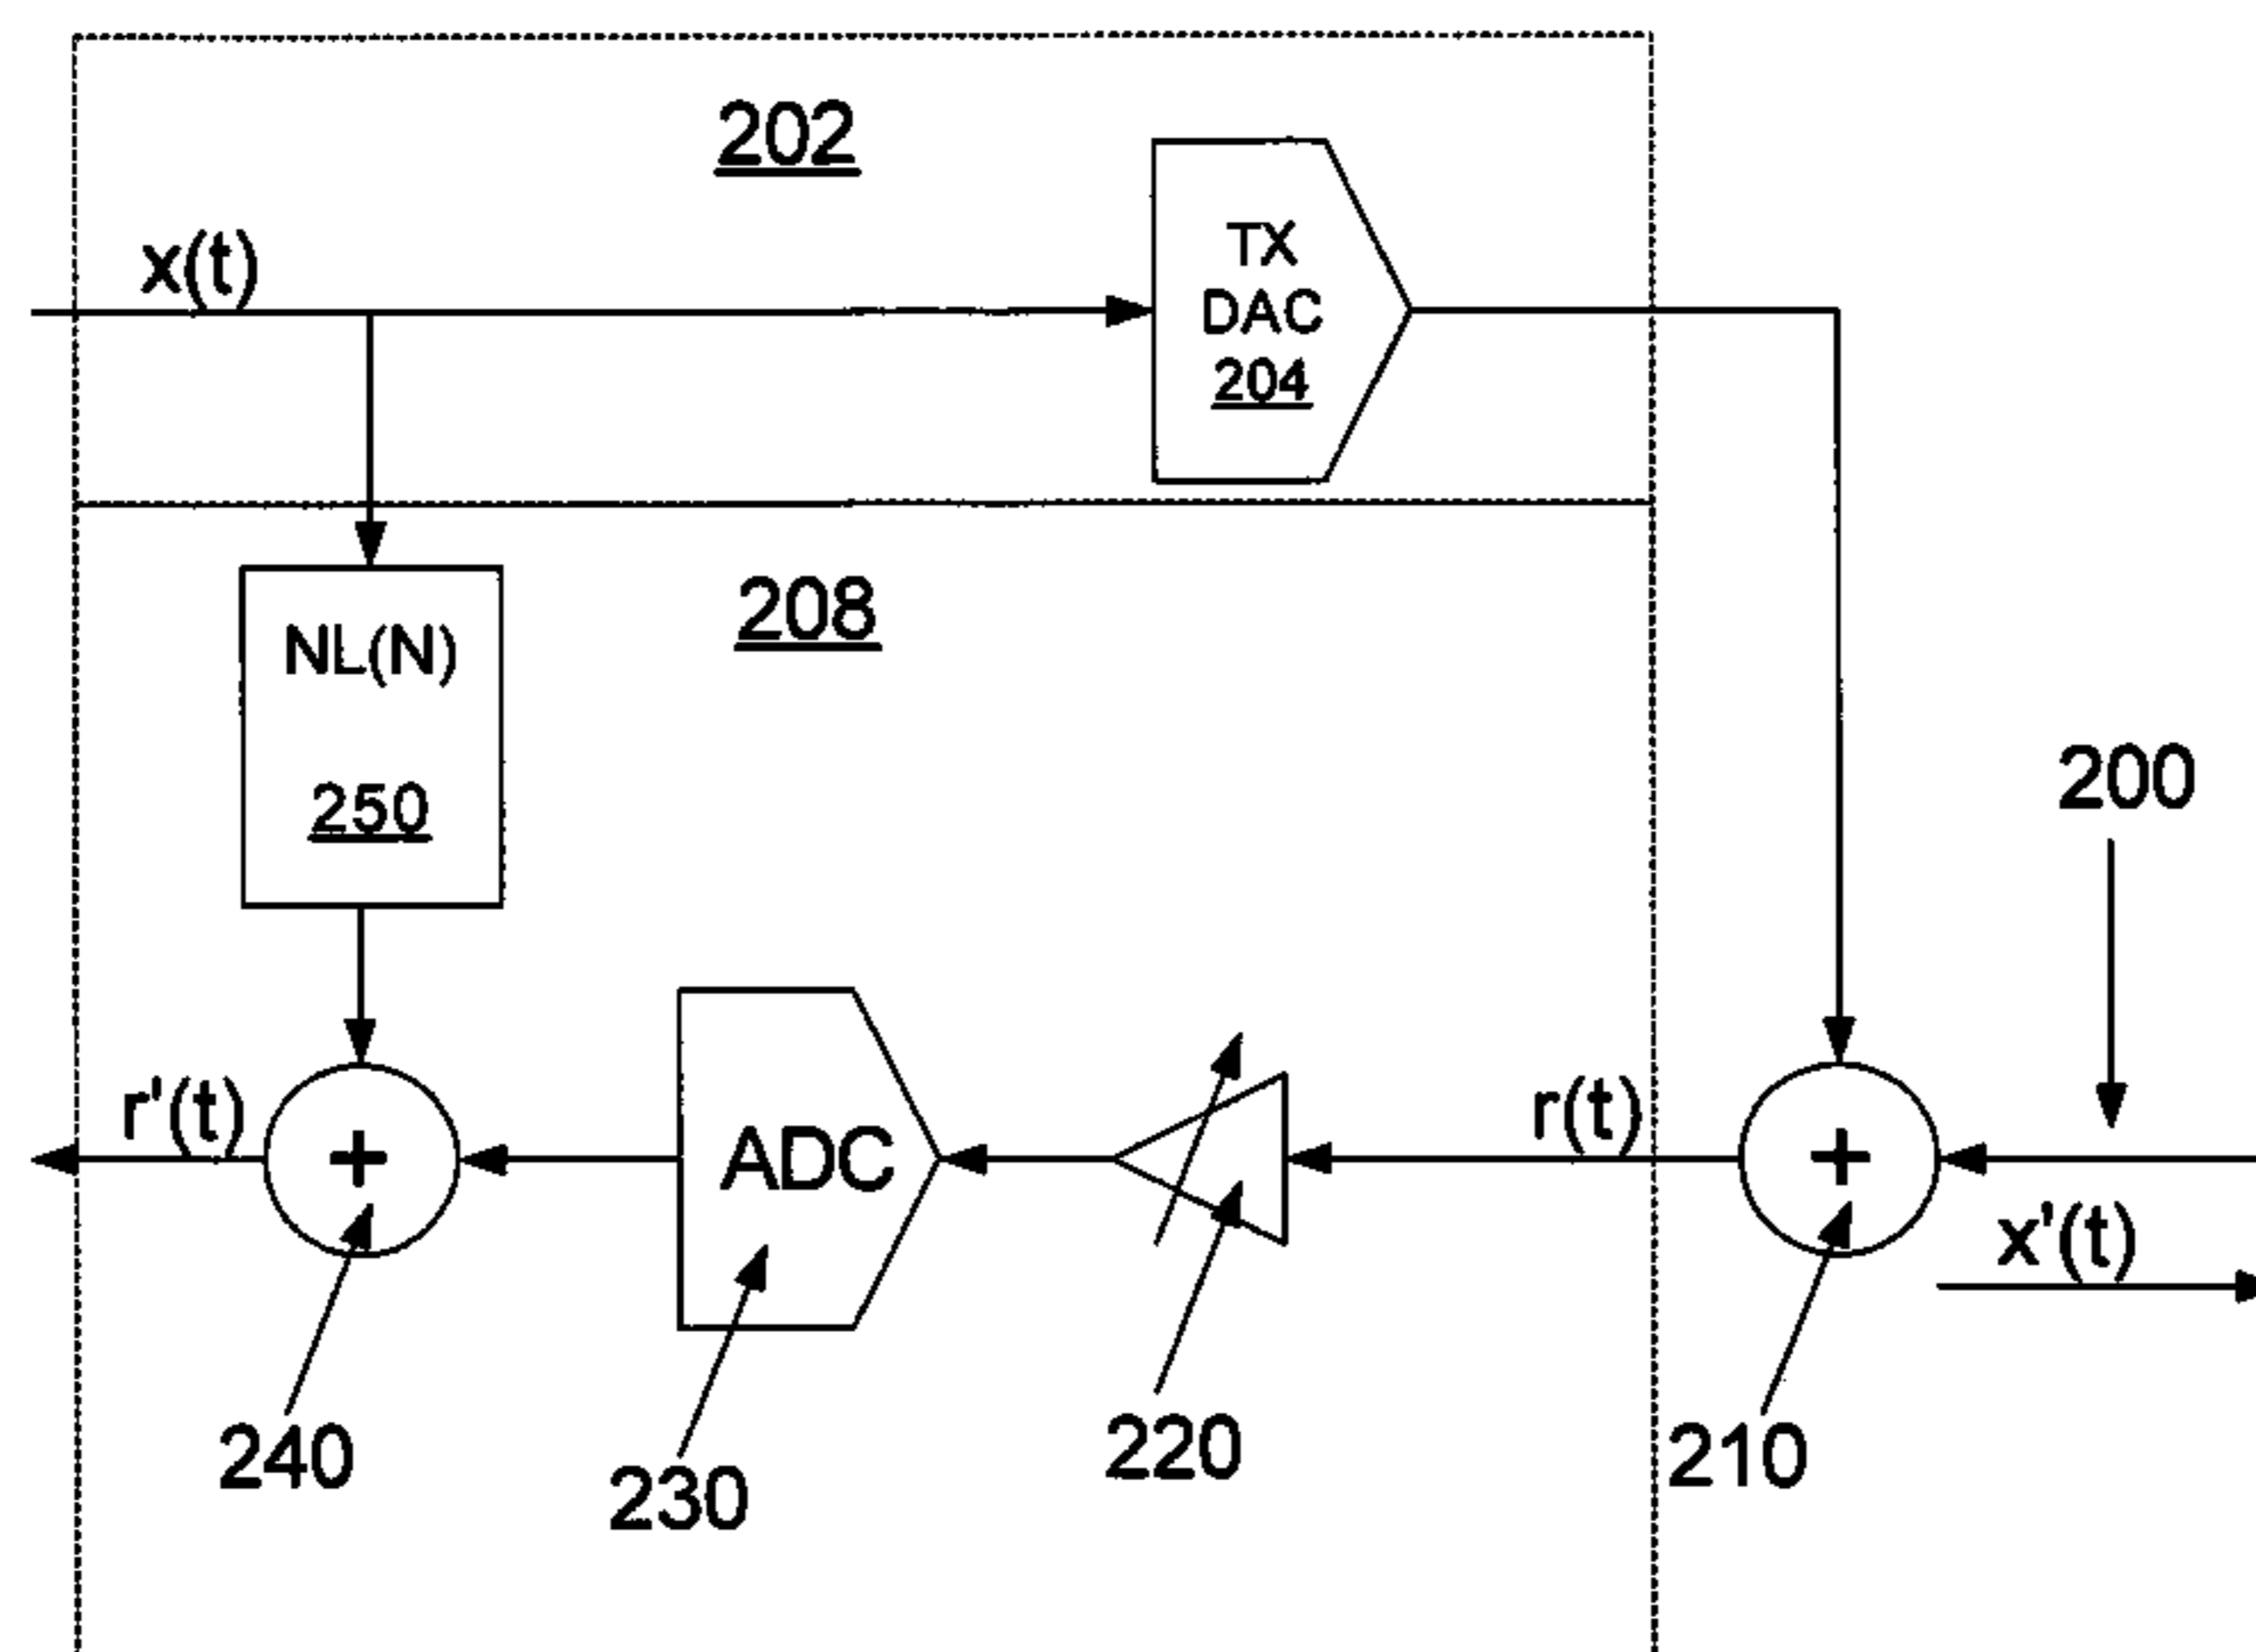 202
x(t)
TX
DAC
204
NL(N)
250
208
200
r'(t)
ADC
r(t)
x'(t)
+
+
240
230
220
210